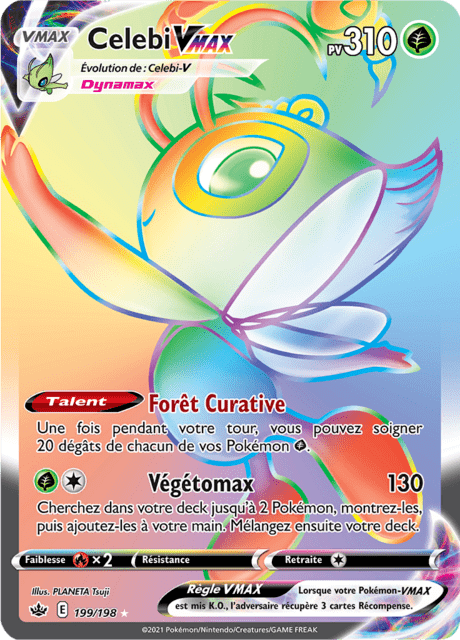 VMAX
Celebi VMAX
PV 310
Évolution de : Celebi-V
Dynamax
Talent Forêt Curative
Une fois pendant votre tour, vous pouvez soigner
20 dégâts de chacun de vos Pokémon .
Végétomax 130
Cherchez dans votre deck jusqu'à 2 Pokémon, montrez-les,
puis ajoutez-les à votre main. Mélangez ensuite votre deck.
Faiblesse × 2 Résistance Retraite
Illus. PLANETA Tsuji
E 199/198
Règle VMAX Lorsque votre Pokémon-VMAX
est mis K.O., l'adversaire récupère 3 cartes Récompense.
©2021 Pokémon/Nintendo/Creatures/GAME FREAK